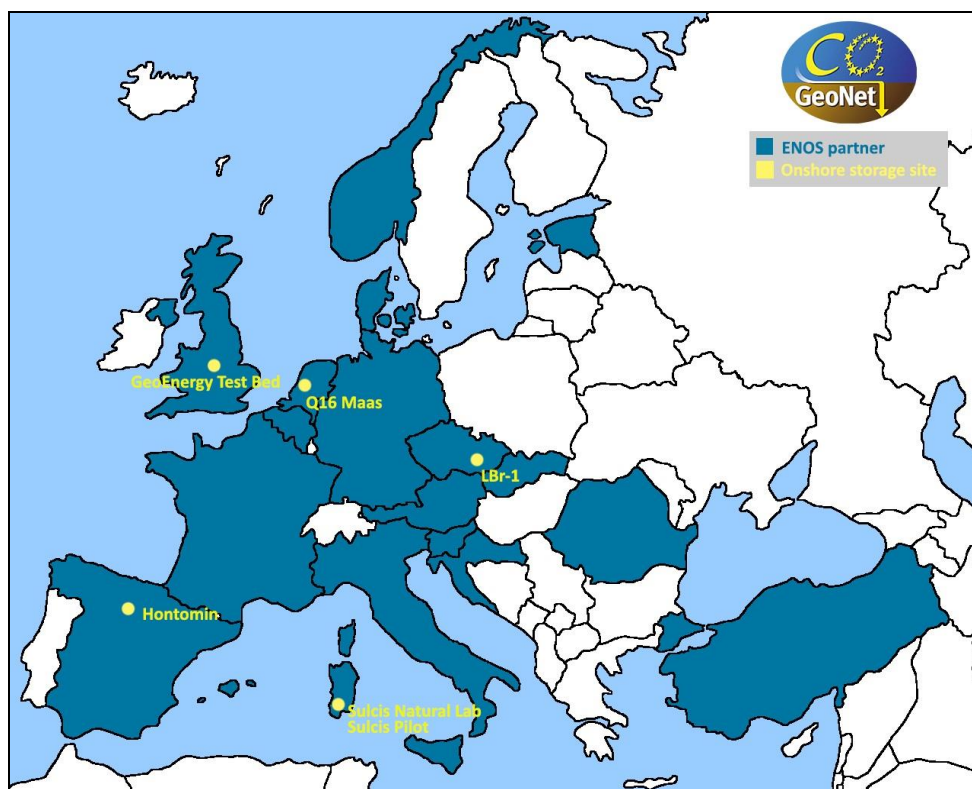 CO2
GeoNet
ENOS partner
Onshore storage site
GeoEnergy Test Bed
Q16 Maas
LBr-1
Hontomin
Sulcis Natural Lab
Sulcis Pilot